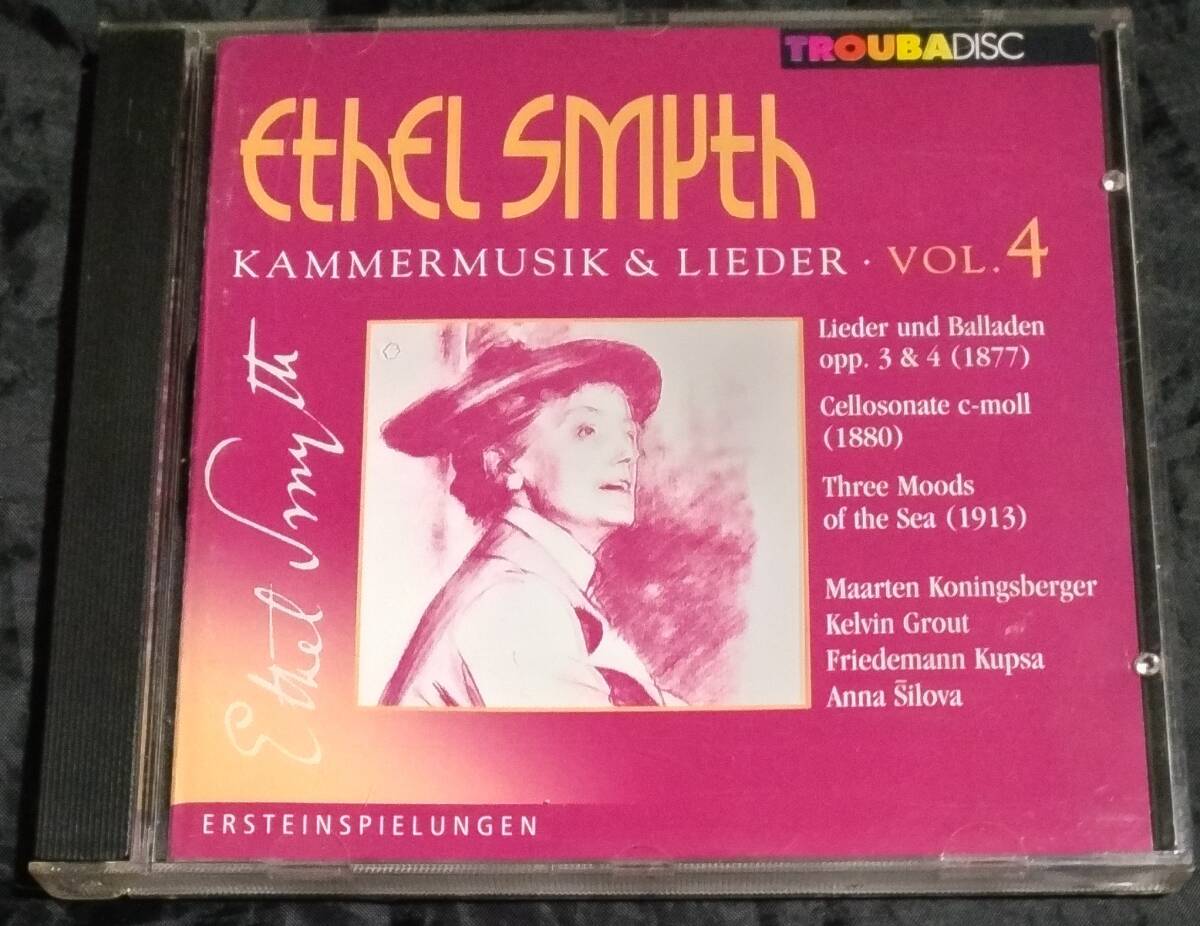 TROUBADISC
EthEL SMyth
KAMMERMUSIK & LIEDER · VOL. 4
Lieder und Balladen
opp. 3 & 4 (1877)
Cellosonate c-moll
(1880)
Three Moods
of the Sea (1913)
Maarten Koningsberger
Kelvin Grout
Friedemann Kupsa
Anna S̃ilova
Ethel Smyth
ERSTEINSPIELUNGEN